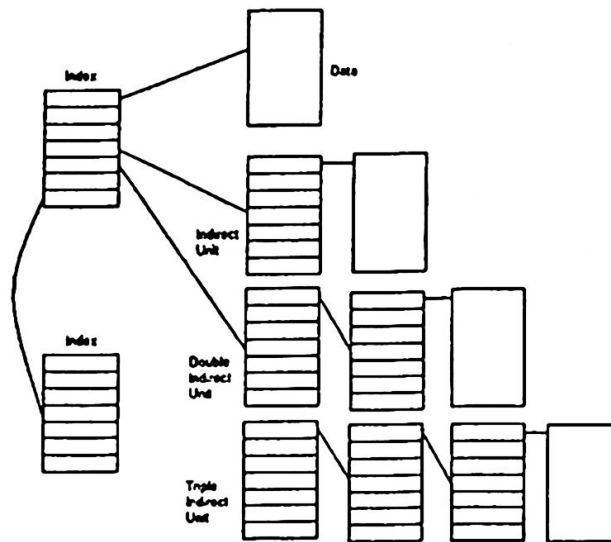 Index
Data
Indirect
Unit
Index
Double
Indirect
Unit
Triple
Indirect
Unit